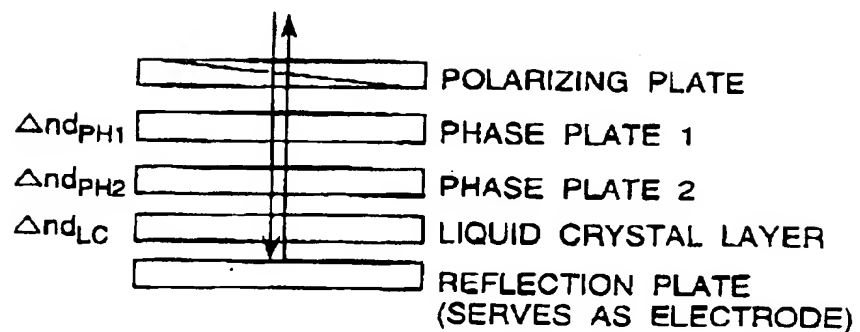 POLARIZING PLATE
ΔndPH1 PHASE PLATE 1
ΔndPH2 PHASE PLATE 2
ΔndLC LIQUID CRYSTAL LAYER
REFLECTION PLATE
(SERVES AS ELECTRODE)